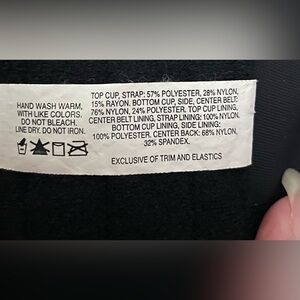 HAND WASH WARM,
WITH LIKE COLORS.
DO NOT BLEACH.
LINE DRY. DO NOT IRON.
TOP CUP, STRAP: 57% POLYESTER, 28% NYLON,
15% RAYON. BOTTOM CUP, SIDE, CENTER BELT:
76% NYLON, 24% POLYESTER. TOP CUP LINING,
CENTER BELT LINING, STRAP LINING: 100% NYLON.
BOTTOM CUP LINING, SIDE LINING:
100% POLYESTER. CENTER BACK: 68% NYLON,
32% SPANDEX.
EXCLUSIVE OF TRIM AND ELASTICS